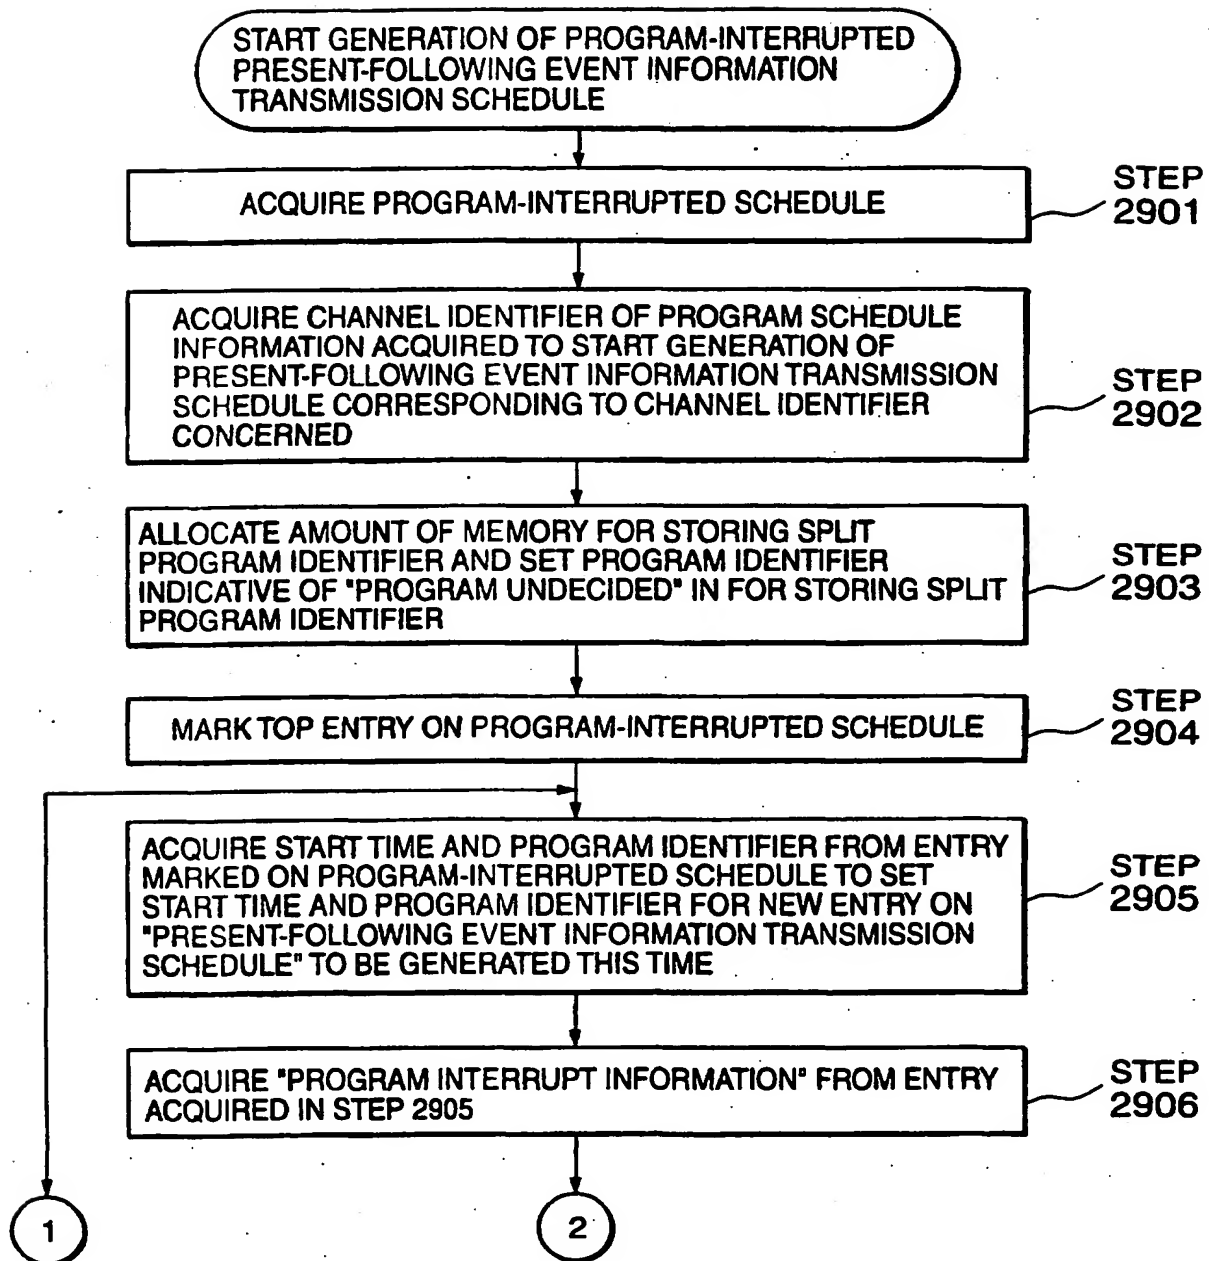 START GENERATION OF PROGRAM-INTERRUPTED
PRESENT-FOLLOWING EVENT INFORMATION
TRANSMISSION SCHEDULE
ACQUIRE PROGRAM-INTERRUPTED SCHEDULE
STEP
2901
ACQUIRE CHANNEL IDENTIFIER OF PROGRAM SCHEDULE
INFORMATION ACQUIRED TO START GENERATION OF
PRESENT-FOLLOWING EVENT INFORMATION TRANSMISSION
SCHEDULE CORRESPONDING TO CHANNEL IDENTIFIER
CONCERNED
STEP
2902
ALLOCATE AMOUNT OF MEMORY FOR STORING SPLIT
PROGRAM IDENTIFIER AND SET PROGRAM IDENTIFIER
INDICATIVE OF "PROGRAM UNDECIDED" IN FOR STORING SPLIT
PROGRAM IDENTIFIER
STEP
2903
MARK TOP ENTRY ON PROGRAM-INTERRUPTED SCHEDULE
STEP
2904
ACQUIRE START TIME AND PROGRAM IDENTIFIER FROM ENTRY
MARKED ON PROGRAM-INTERRUPTED SCHEDULE TO SET
START TIME AND PROGRAM IDENTIFIER FOR NEW ENTRY ON
"PRESENT-FOLLOWING EVENT INFORMATION TRANSMISSION
SCHEDULE" TO BE GENERATED THIS TIME
STEP
2905
ACQUIRE "PROGRAM INTERRUPT INFORMATION" FROM ENTRY
ACQUIRED IN STEP 2905
STEP
2906
1
2